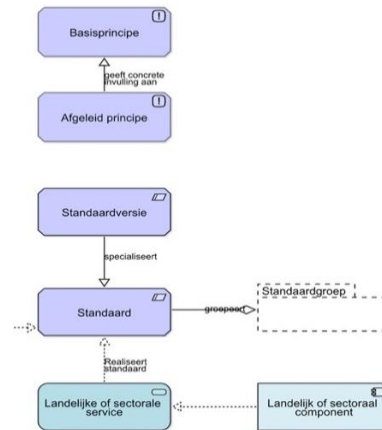 Basisprincipe
geeft concrete
invulling aan
Afgeleid principe
Standaardversie
specialiseert
Standaardgroep
Standaard
groepeert
Realiseert
standaard
Landelijke of sectorale
service
Landelijk of sectoraal
component